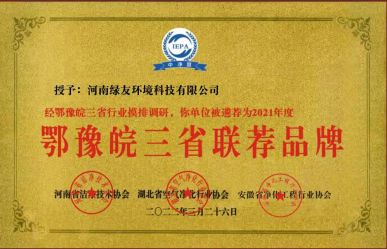 IEPA
中净盟
授予：河南绿友环境科技有限公司
经鄂豫皖三省行业摸排调研，你单位被遴荐为2021年度
鄂豫皖三省联荐品牌
河南省洁净技术协会 湖北省空气净化行业协会 安徽省净化工程行业协会
二〇二二年三月二十六日